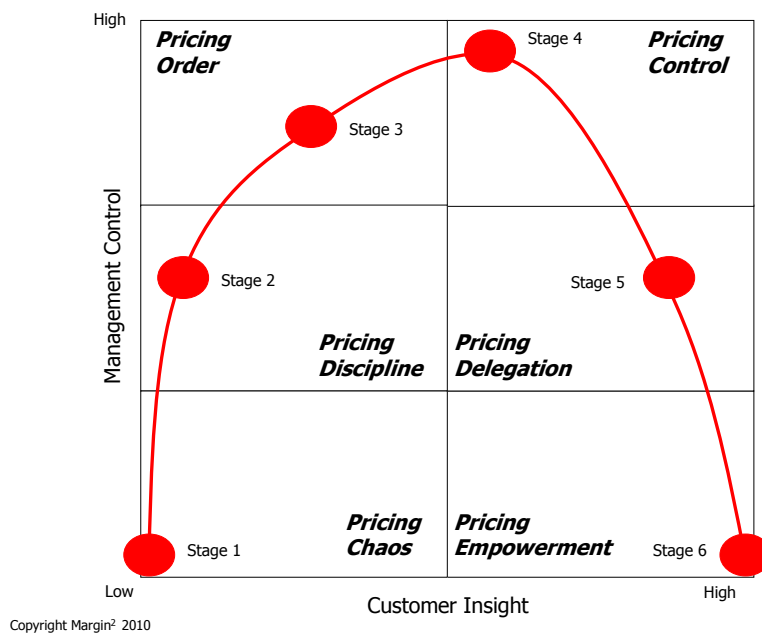 High
Pricing
Order
Stage 4
Pricing
Control
Stage 3
Management Control
Stage 2
Stage 5
Pricing
Discipline
Pricing
Delegation
Pricing
Chaos
Pricing
Empowerment
Stage 1
Stage 6
Low
Customer Insight
High
Copyright Margin² 2010